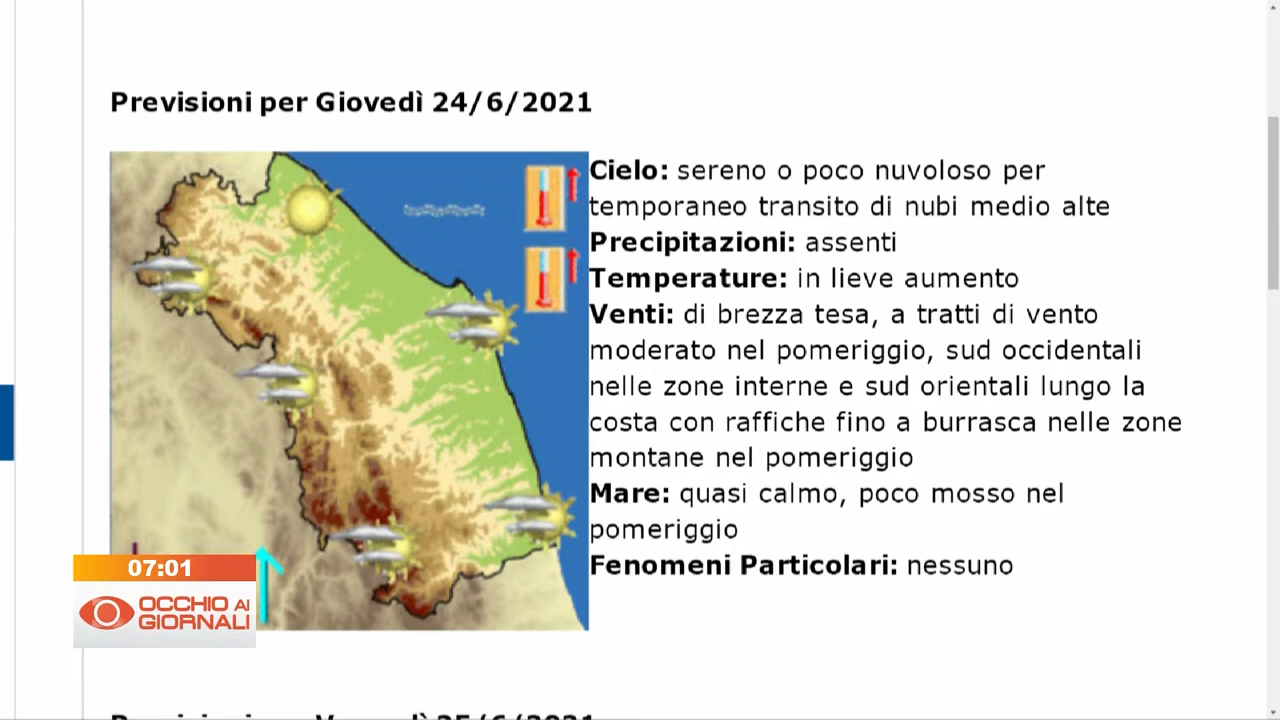 Previsioni per Giovedì 24/6/2021
Cielo: sereno o poco nuvoloso per
temporaneo transito di nubi medio alte
Precipitazioni: assenti
Temperature: in lieve aumento
Venti: di brezza tesa, a tratti di vento
moderato nel pomeriggio, sud occidentali
nelle zone interne e sud orientali lungo la
costa con raffiche fino a burrasca nelle zone
montane nel pomeriggio
Mare: quasi calmo, poco mosso nel
pomeriggio
Fenomeni Particolari: nessuno
07:01
OCCHIO AI
GIORNALI